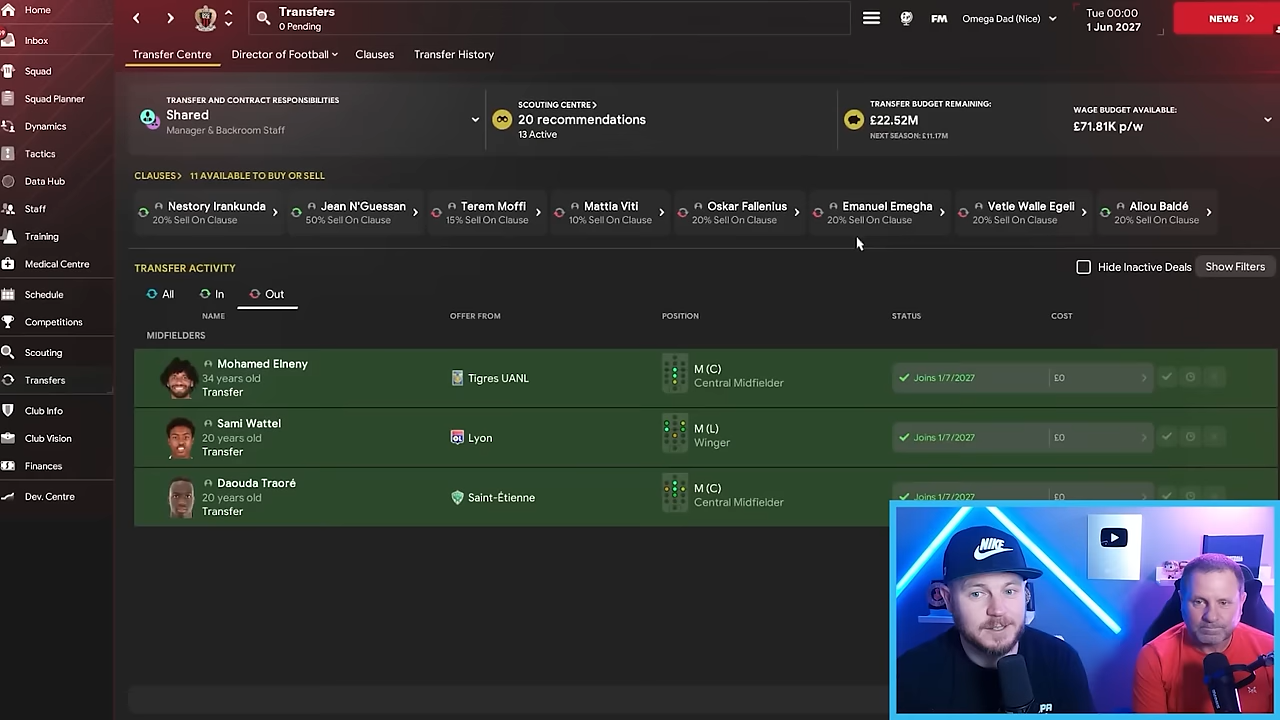 Home
Inbox
Squad
Squad Planner
Dynamics
Tactics
Data Hub
Staff
Training
Medical Centre
Schedule
Competitions
Scouting
Transfers
Club Info
Club Vision
Finances
Dev. Centre
Transfers
0 Pending
FM
Omega Dad (Nice)
Tue 00:00
1 Jun 2027
NEWS
Transfer Centre
Director of Football
Clauses
Transfer History
TRANSFER AND CONTRACT RESPONSIBILITIES
Shared
Manager & Backroom Staff
SCOUTING CENTRE
20 recommendations
13 Active
TRANSFER BUDGET REMAINING:
£22.52M
NEXT SEASON: £11.17M
WAGE BUDGET AVAILABLE:
£71.81K p/w
CLAUSES 11 AVAILABLE TO BUY OR SELL
Nestory Irankunda
20% Sell On Clause
Jean N'Guessan
50% Sell On Clause
Terem Moffi
15% Sell On Clause
Mattia Viti
10% Sell On Clause
Oskar Fallenius
20% Sell On Clause
Emanuel Emegha
20% Sell On Clause
Vetle Walle Egeli
20% Sell On Clause
Aliou Baldé
20% Sell On Clause
TRANSFER ACTIVITY
Hide Inactive Deals
Show Filters
All
In
Out
NAME OFFER FROM POSITION STATUS COST
MIDFIELDERS
Mohamed Elneny
34 years old
Transfer
Tigres UANL
M (C)
Central Midfielder
Joins 1/7/2027
£0
Sami Wattel
20 years old
Transfer
Lyon
M (L)
Winger
Joins 1/7/2027
£0
Daouda Traoré
20 years old
Transfer
Saint-Étienne
M (C)
Central Midfielder
Joins 1/7/2027
£0
NIKE